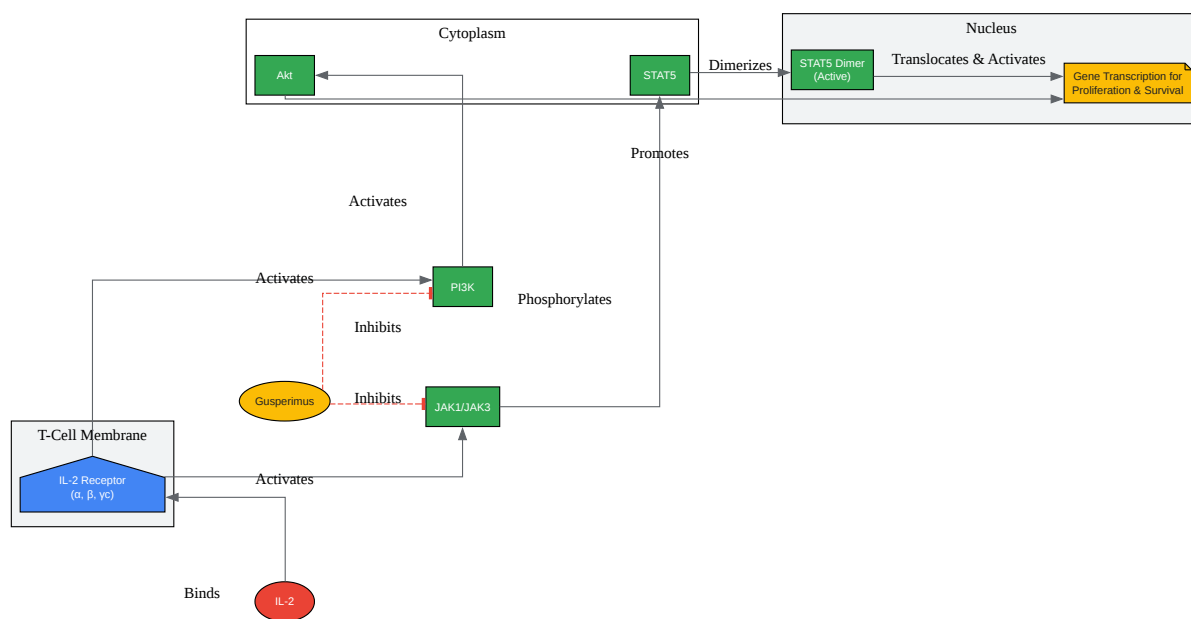 Cytoplasm
Nucleus
Akt
STAT5
Dimerizes
STAT5 Dimer
(Active)
Translocates & Activates
Gene Transcription for
Proliferation & Survival
Promotes
Activates
Activates
PI3K
Phosphorylates
Inhibits
Gusperimus
Inhibits
JAK1/JAK3
T-Cell Membrane
IL-2 Receptor
(α, β, γc)
Activates
Binds
IL-2